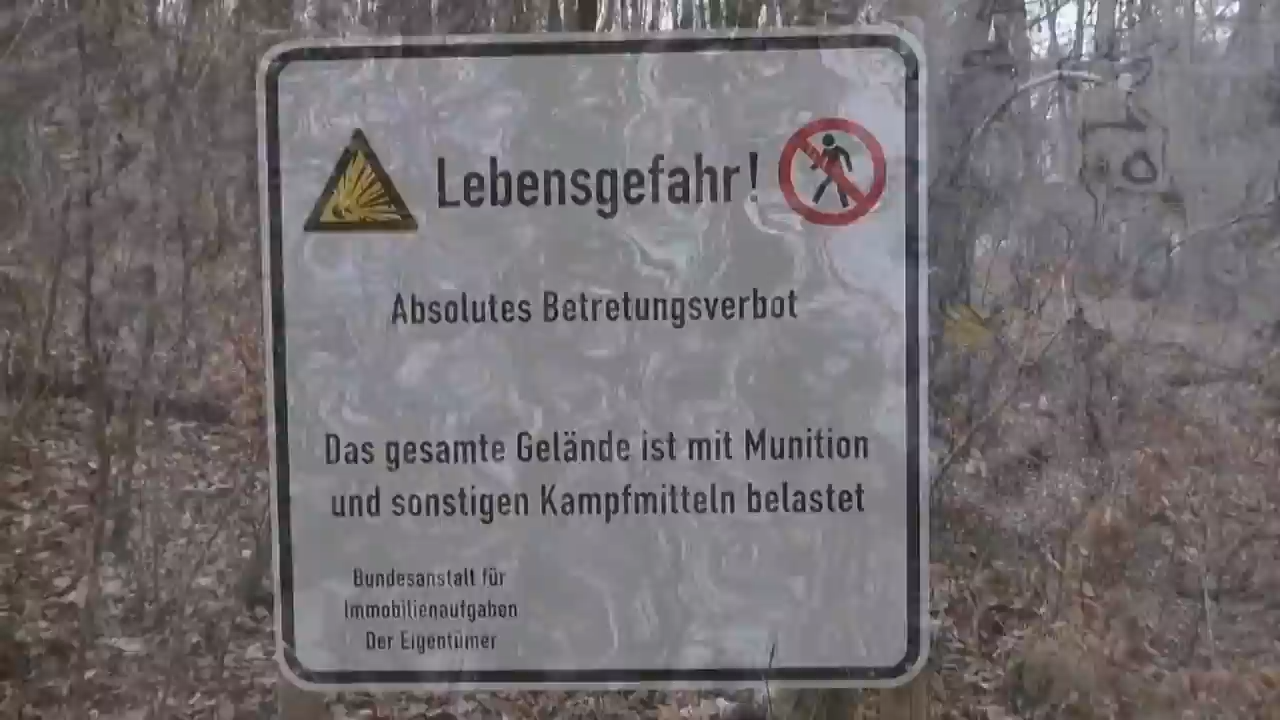 Lebensgefahr!
Absolutes Betretungsverbot
Das gesamte Gelände ist mit Munition
und sonstigen Kampfmitteln belastet
Bundesanstalt für
Immobilienaufgaben
Der Eigentümer